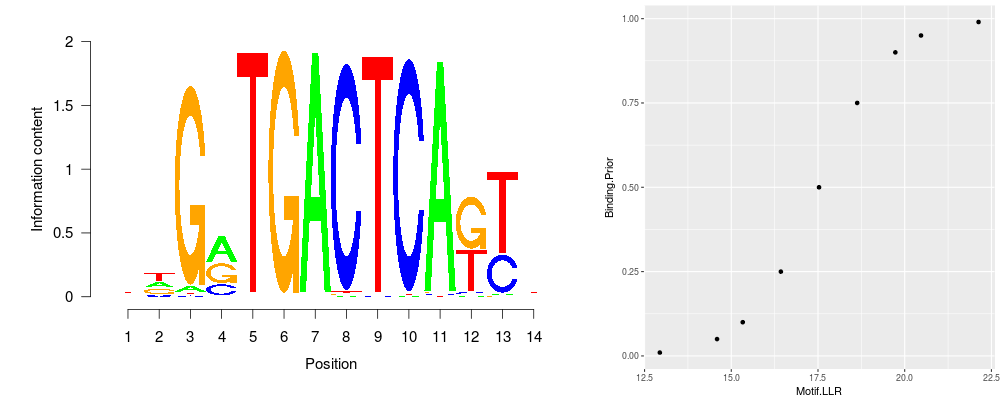 2
1.5
1
0.5
0
Information content
T G A C T C A
G A G T
T G C T C
1 2 3 4 5 6 7 8 9 10 11 12 13 14
Position
1.00
0.75
0.50
0.25
0.00
Binding.Prior
12.5 15.0 17.5 20.0 22.5
Motif.LLR